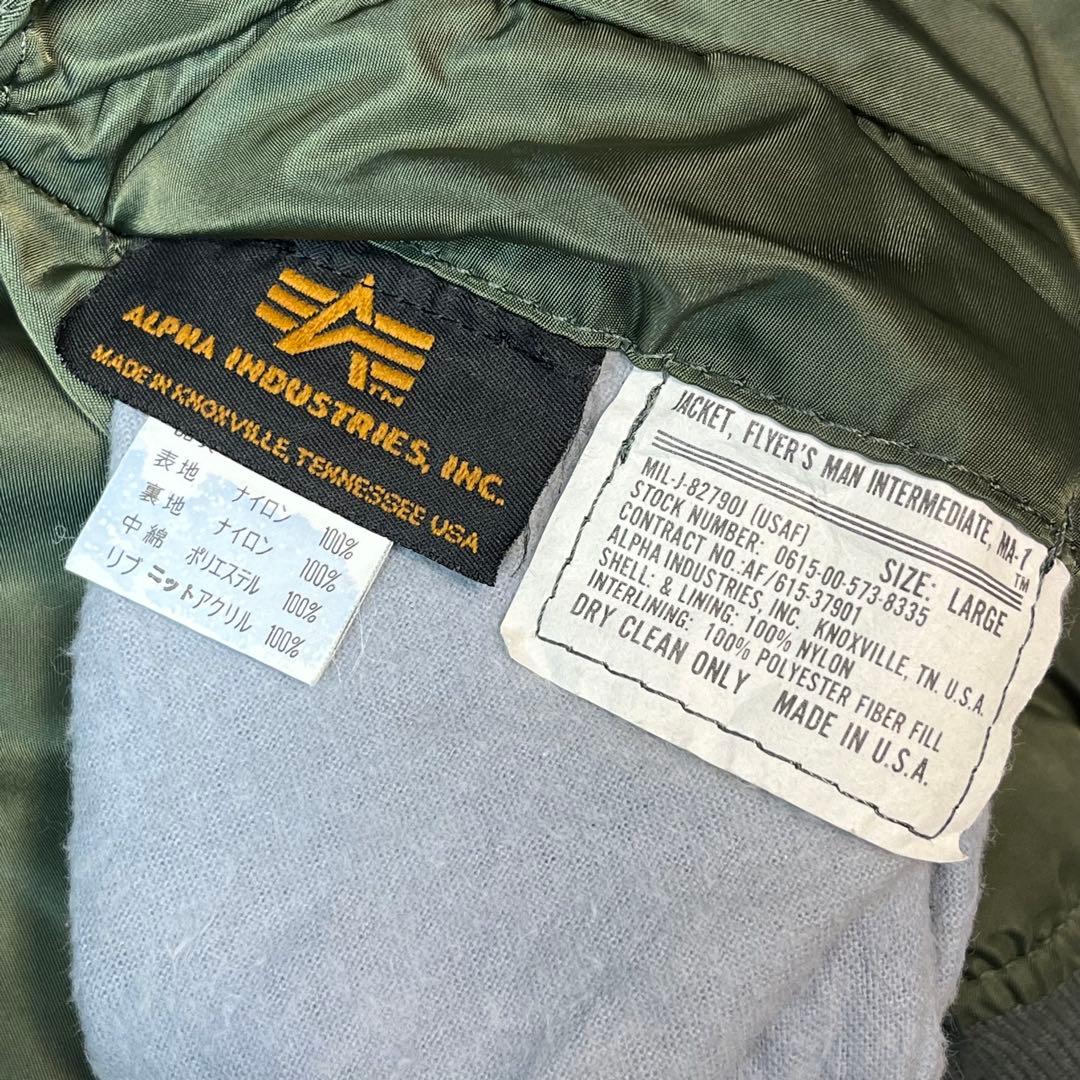 ALPHA INDUSTRIES, INC.
MADE IN KNOXVILLE, TENNESSEE USA
TM
表地 ナイロン 100%
裏地 ナイロン 100%
中綿 ポリエステル 100%
リブ ニットアクリル 100%
JACKET, FLYER'S MAN INTERMEDIATE, MA-1
TM
SIZE: LARGE
MIL-J-82790J (USAF)
STOCK NUMBER: 0615-00-573-8335
CONTRACT NO.:AF/615-37901
ALPHA INDUSTRIES, INC. KNOXVILLE, TN. U.S.A.
SHELL: & LINING: 100% NYLON
INTERLINING: 100% POLYESTER FIBER FILL
DRY CLEAN ONLY MADE IN U.S.A.